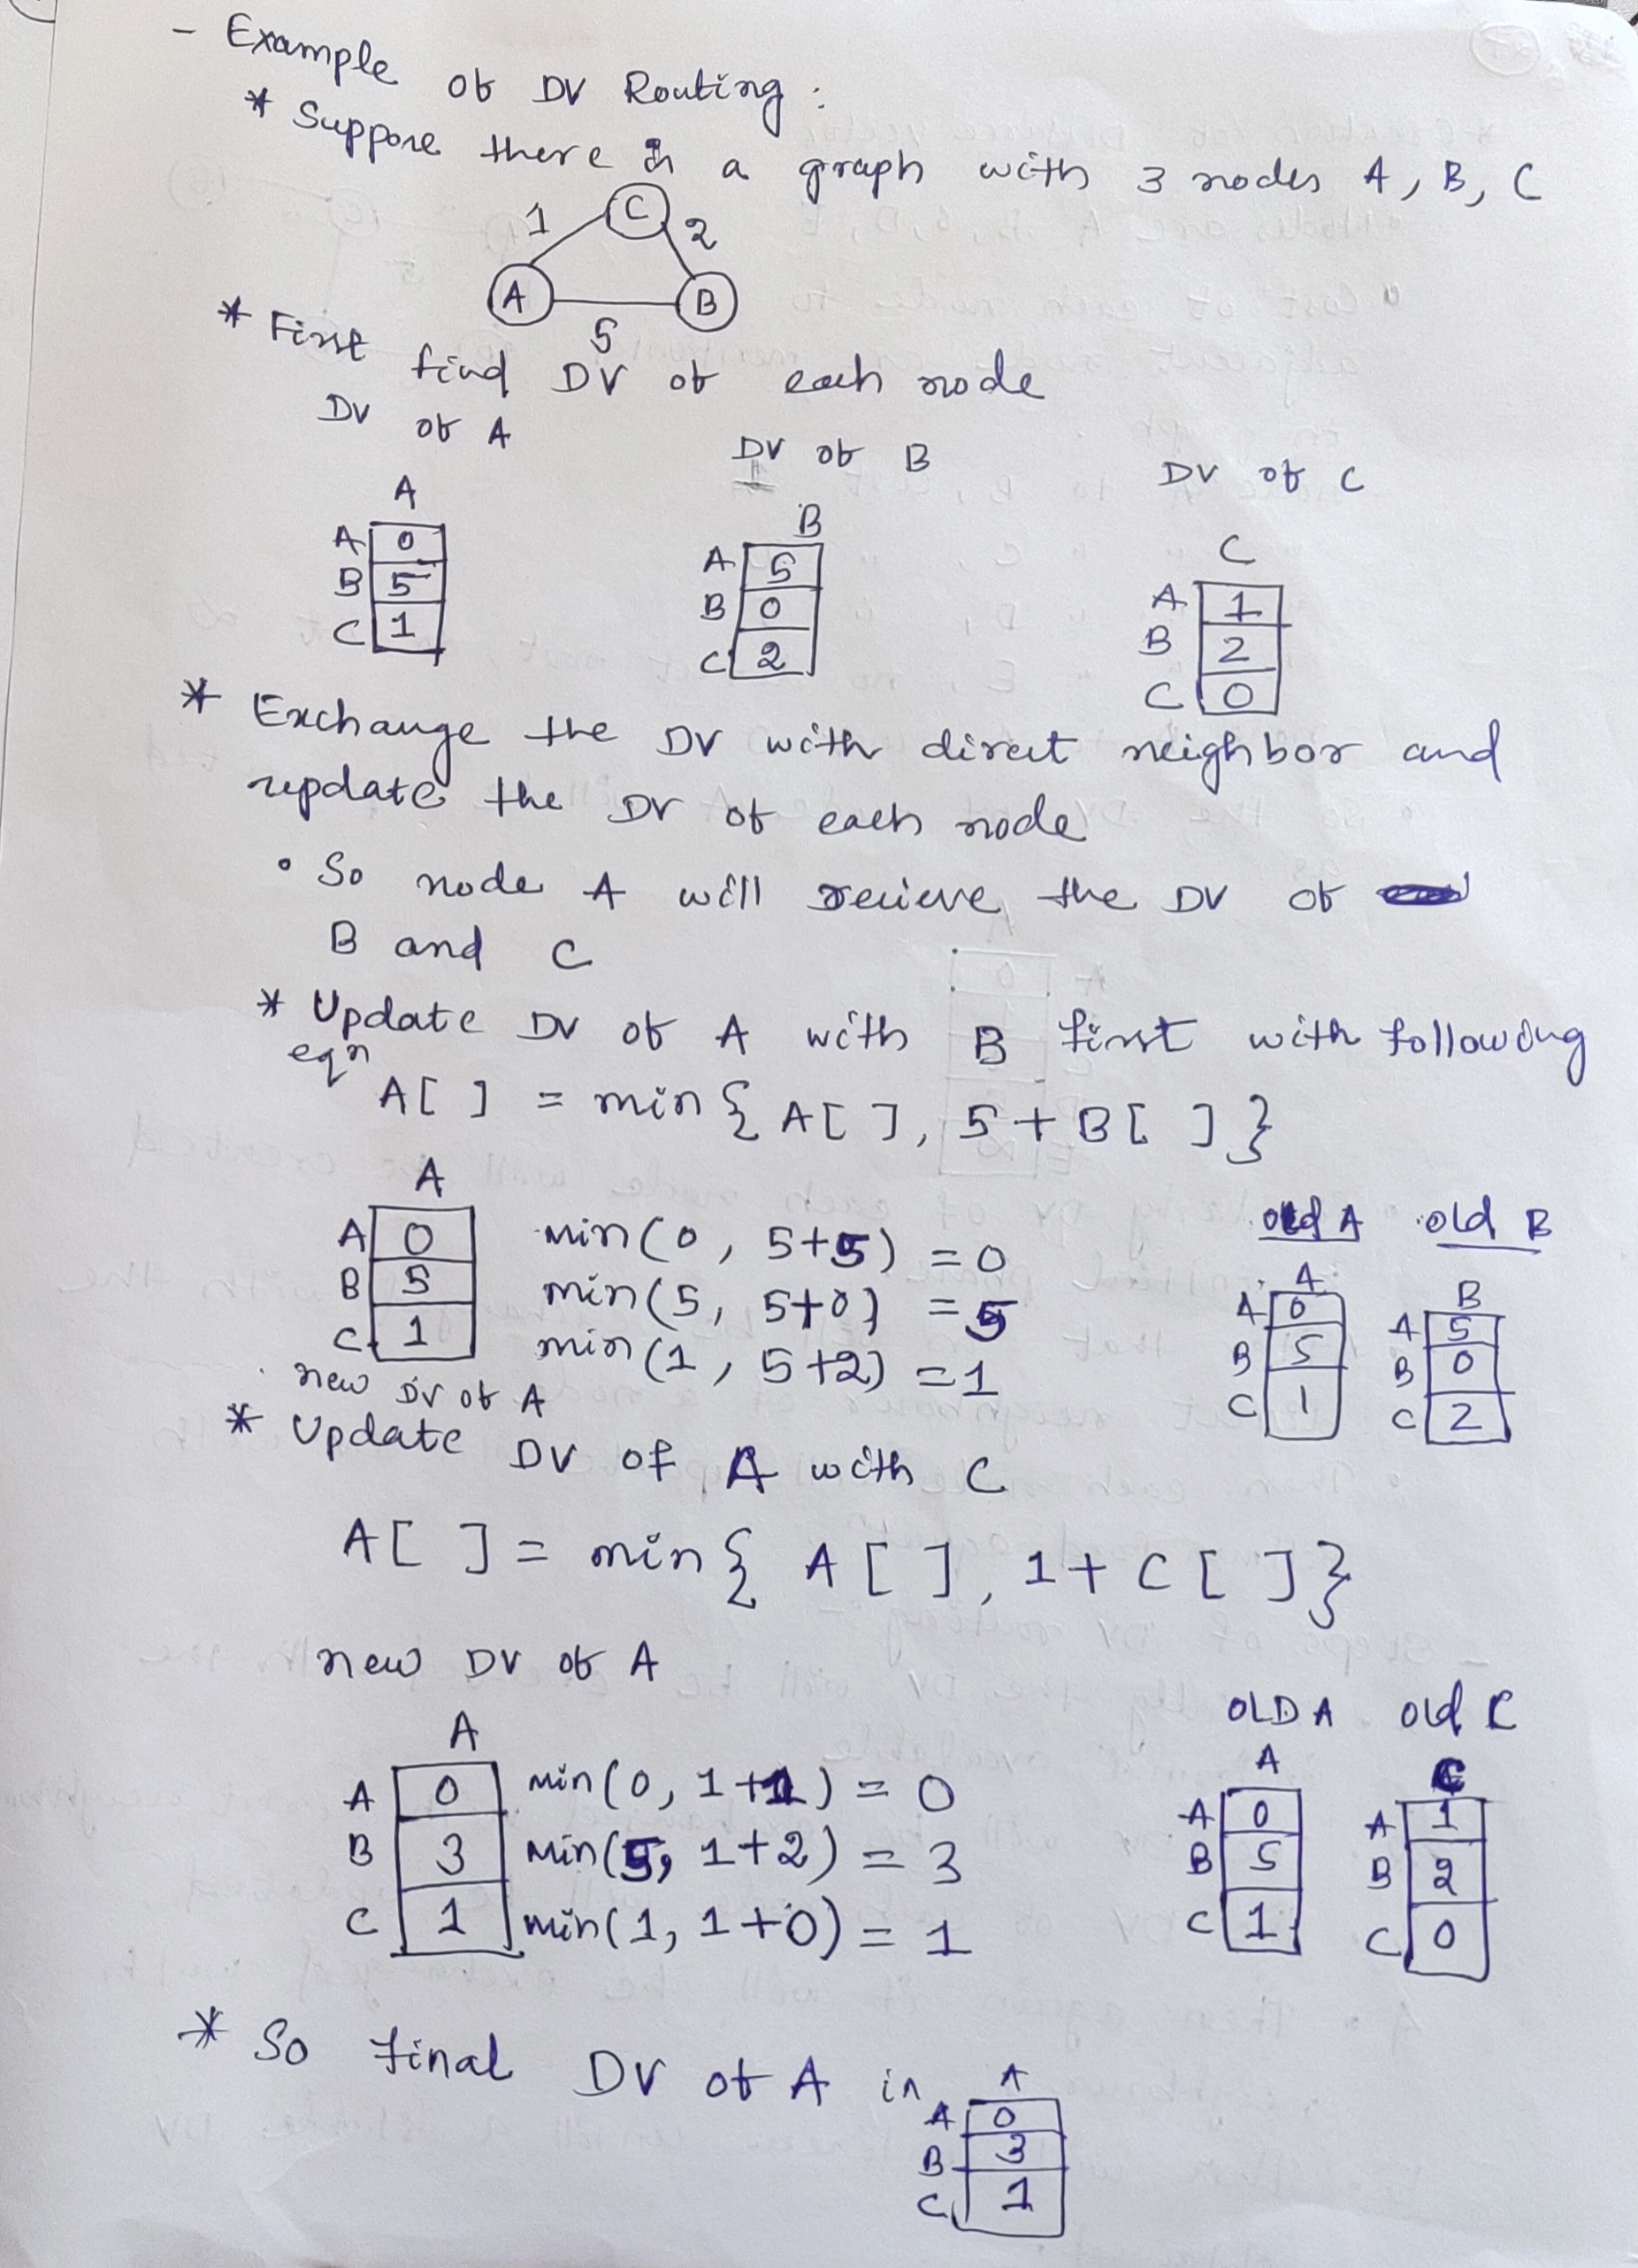 - Example of DV Routing:
* Suppose there is a graph with 3 nodes A, B, C
1 C 2
A B
5
* First find DV of each node
DV of A DV of B DV of C
A B C
A 0 A 5 A 1
B 5 B 0 B 2
C 1 C 2 C 0
* Exchange the DV with direct neighbor and
update the DV of each node
• So node A will recieve the DV of
B and C
* Update DV of A with B first with following
eqn
A[ ] = min { A[ ], 5 + B[ ] }
A old A old B
A 0 min(0, 5+5) = 0 A A 0 B A 5
B 5 min(5, 5+0) = 5 B 5 B 0
C 1 min(1, 5+2) = 1 C 1 C 2
new DV of A
* Update DV of A with C
A[ ] = min { A[ ], 1 + C[ ] }
new DV of A
OLD A old C
A A C
A 0 min(0, 1+1) = 0 A 0 A 1
B 3 min(5, 1+2) = 3 B 5 B 2
C 1 min(1, 1+0) = 1 C 1 C 0
* So final DV of A is
A
A 0
B 3
C 1